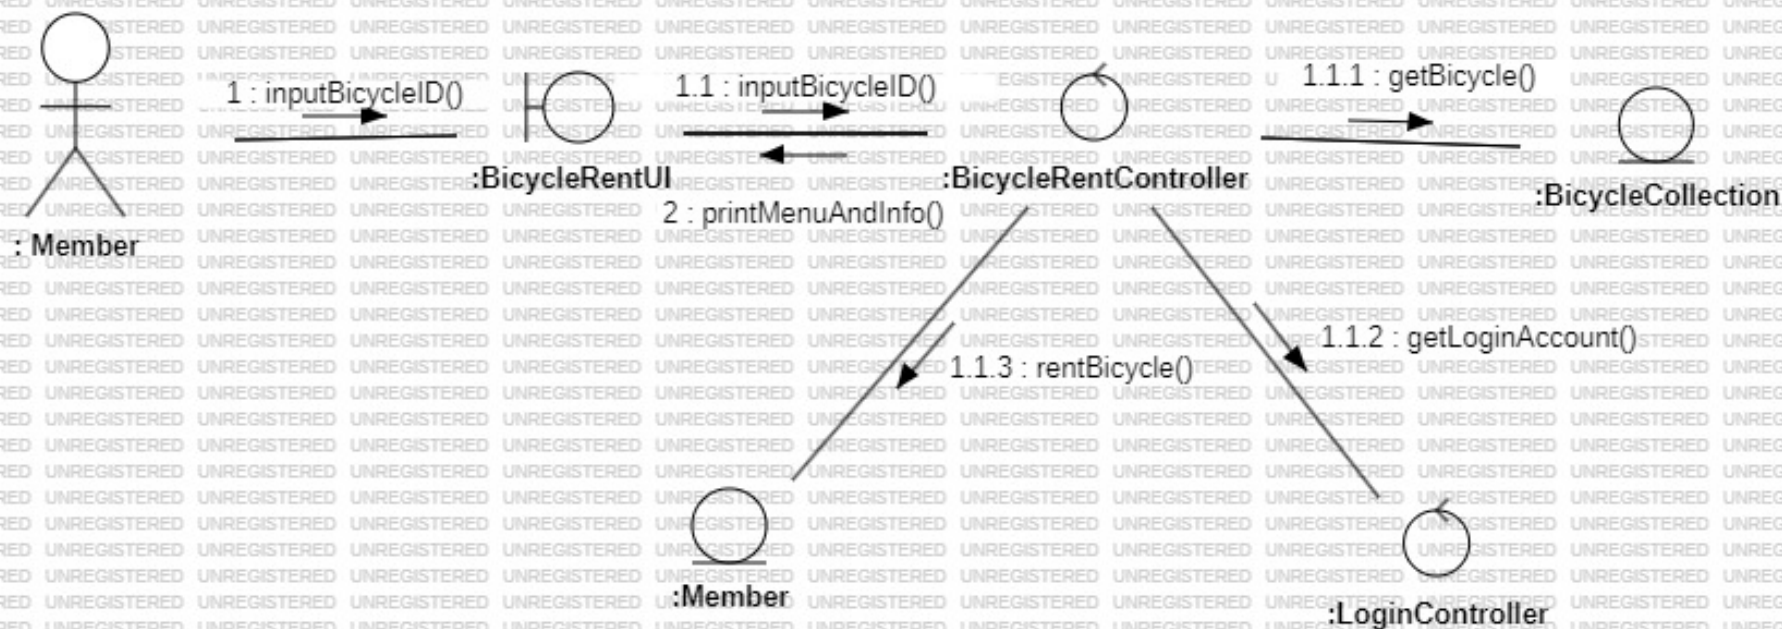 1 : inputBicycleID()
1.1 : inputBicycleID()
1.1.1 : getBicycle()
:BicycleRentUI
:BicycleRentController
:BicycleCollection
2 : printMenuAndInfo()
: Member
1.1.2 : getLoginAccount()
1.1.3 : rentBicycle()
:Member
:LoginController
UNREGISTERED